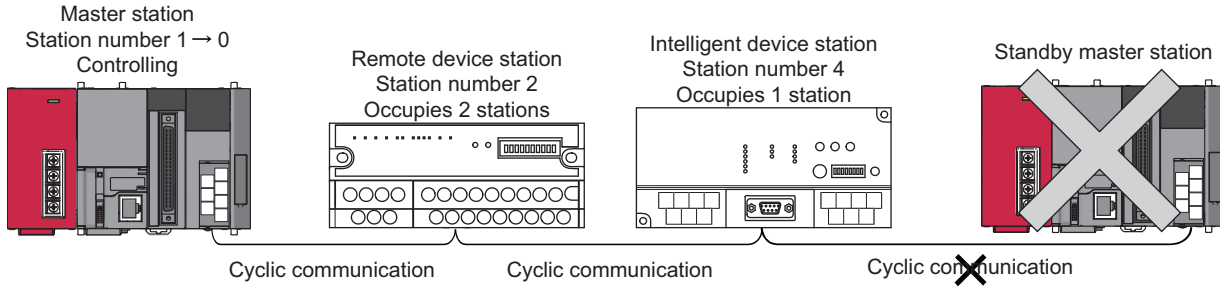 Master station
Station number 1 → 0
Controlling
Remote device station
Station number 2
Occupies 2 stations
Intelligent device station
Station number 4
Occupies 1 station
Standby master station
Cyclic communication
Cyclic communication
Cyclic communication